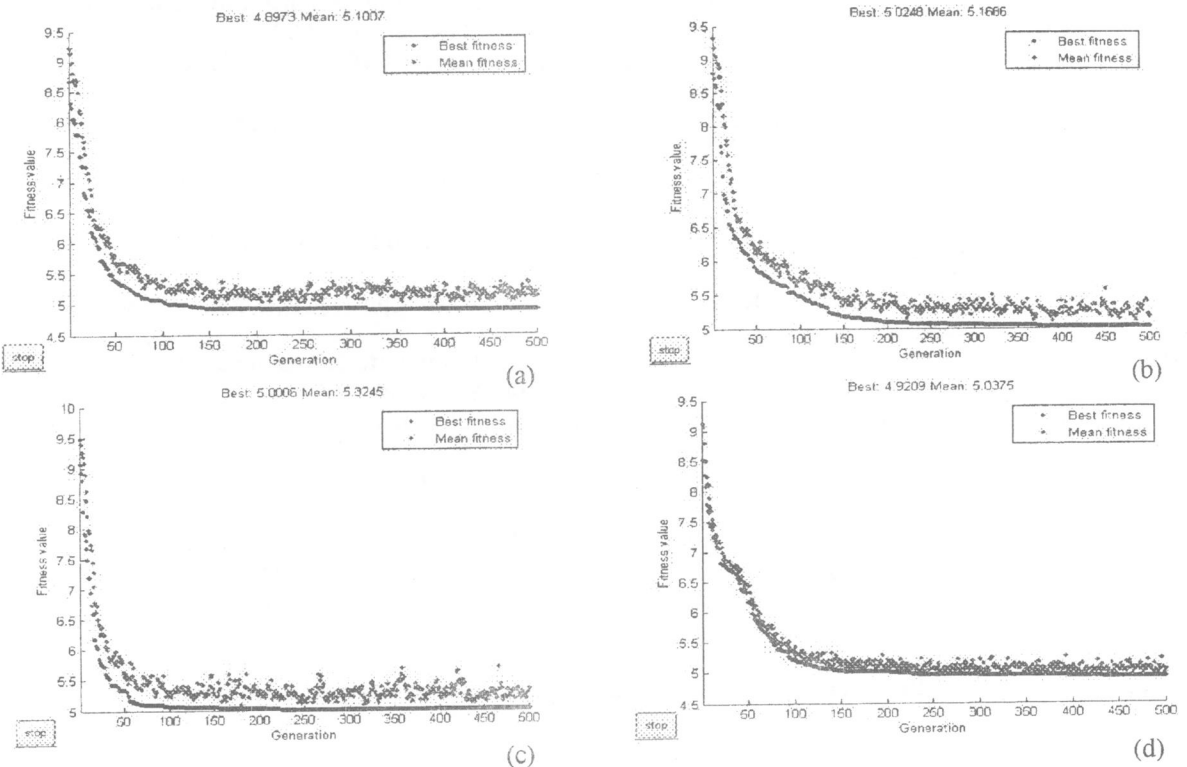 Best: 4.8973 Mean: 5.1007
Best fitness
Mean fitness
Fitness value
9.5
9
8.5
8
7.5
7
6.5
6
5.5
5
4.5
50 100 150 200 250 300 350 400 450 500
Generation
stop
(a)
Best: 5.0248 Mean: 5.1686
Best fitness
Mean fitness
Fitness value
9.5
9
8.5
8
7.5
7
6.5
6
5.5
5
50 100 150 200 250 300 350 400 450 500
Generation
stop
(b)
Best: 5.0006 Mean: 5.3245
Best fitness
Mean fitness
Fitness value
10
9.5
9
8.5
8
7.5
7
6.5
6
5.5
5
50 100 150 200 250 300 350 400 450 500
Generation
stop
(c)
Best: 4.9209 Mean: 5.0375
Best fitness
Mean fitness
Fitness value
9.5
9
8.5
8
7.5
7
6.5
6
5.5
5
4.5
50 100 150 200 250 300 350 400 450 500
Generation
stop
(d)